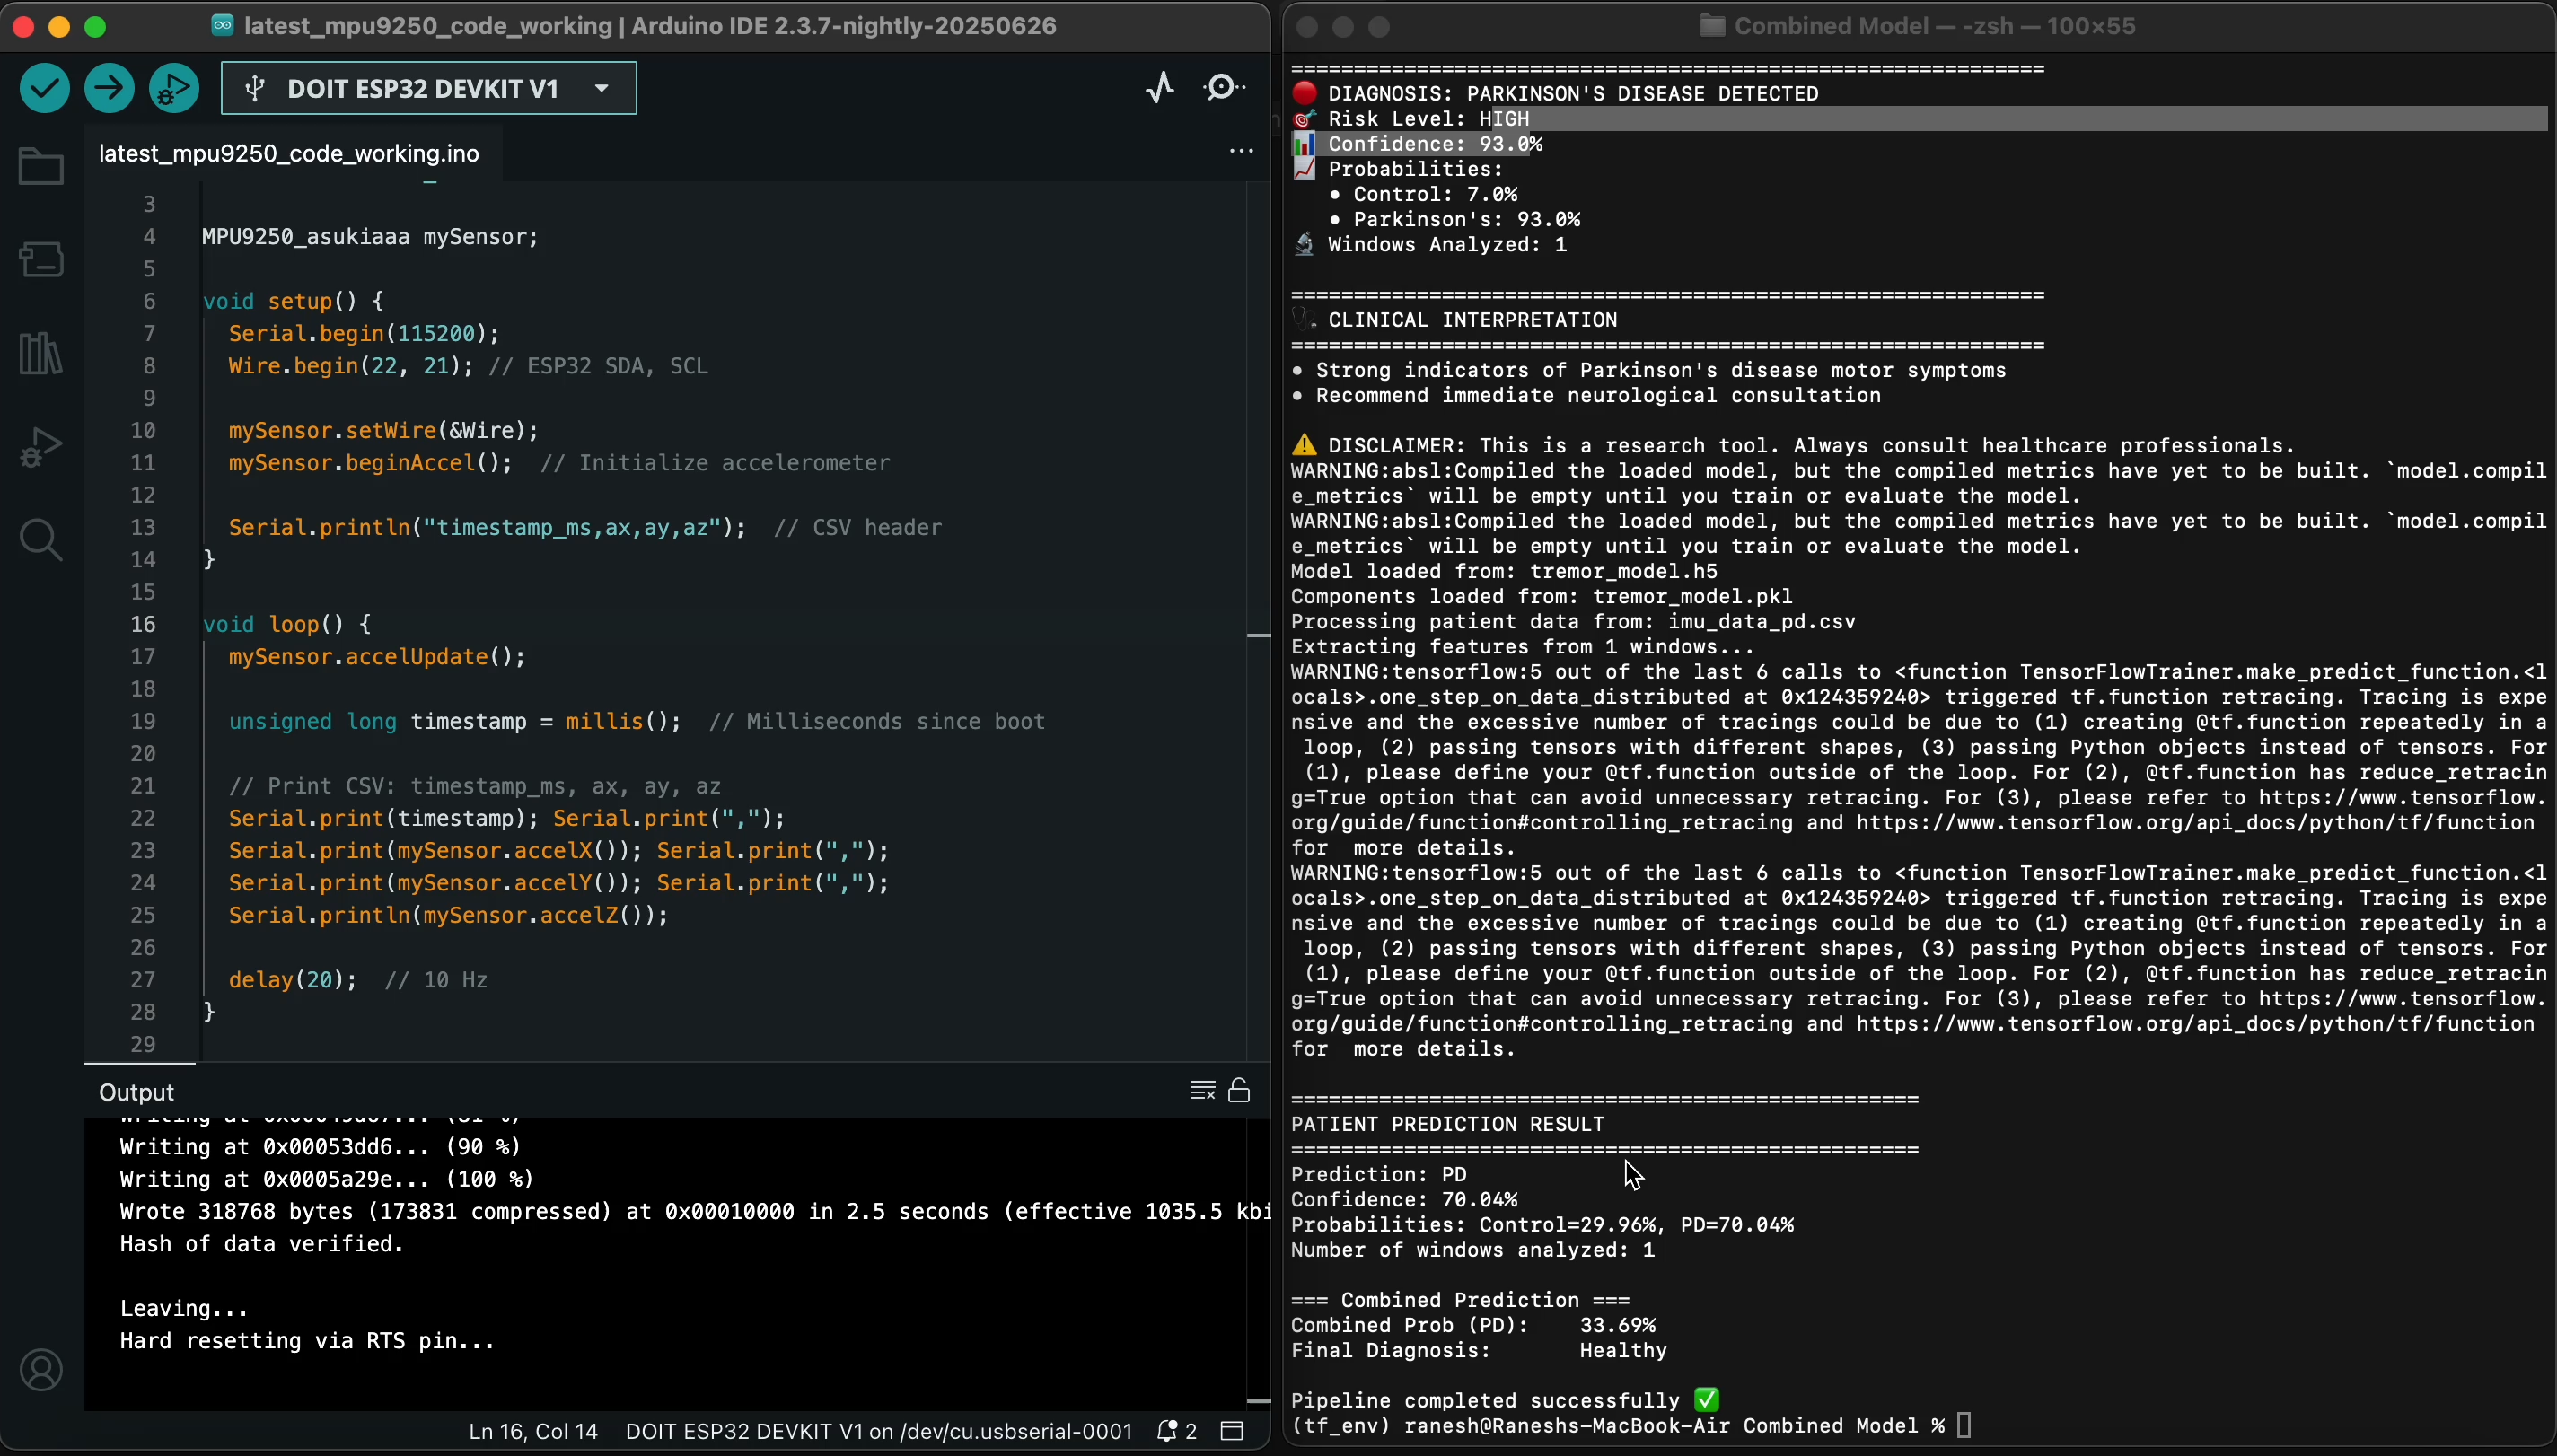 latest_mpu9250_code_working | Arduino IDE 2.3.7-nightly-20250626
DOIT ESP32 DEVKIT V1
latest_mpu9250_code_working.ino
3
4 MPU9250_asukiaaa mySensor;
5
6 void setup() {
7 Serial.begin(115200);
8 Wire.begin(22, 21); // ESP32 SDA, SCL
9
10 mySensor.setWire(&Wire);
11 mySensor.beginAccel(); // Initialize accelerometer
12
13 Serial.println("timestamp_ms,ax,ay,az"); // CSV header
14 }
15
16 void loop() {
17 mySensor.accelUpdate();
18
19 unsigned long timestamp = millis(); // Milliseconds since boot
20
21 // Print CSV: timestamp_ms, ax, ay, az
22 Serial.print(timestamp); Serial.print(",");
23 Serial.print(mySensor.accelX()); Serial.print(",");
24 Serial.print(mySensor.accelY()); Serial.print(",");
25 Serial.println(mySensor.accelZ());
26
27 delay(20); // 10 Hz
28 }
29
Output
Writing at 0x00053dd6... (90 %)
Writing at 0x0005a29e... (100 %)
Wrote 318768 bytes (173831 compressed) at 0x00010000 in 2.5 seconds (effective 1035.5 kbi
Hash of data verified.
Leaving...
Hard resetting via RTS pin...
Ln 16, Col 14 DOIT ESP32 DEVKIT V1 on /dev/cu.usbserial-0001 2
Combined Model — -zsh — 100×55
============================================================
🔴 DIAGNOSIS: PARKINSON'S DISEASE DETECTED
🎯 Risk Level: HIGH
📊 Confidence: 93.0%
📈 Probabilities:
• Control: 7.0%
• Parkinson's: 93.0%
🔬 Windows Analyzed: 1
============================================================
🩺 CLINICAL INTERPRETATION
============================================================
• Strong indicators of Parkinson's disease motor symptoms
• Recommend immediate neurological consultation
⚠️ DISCLAIMER: This is a research tool. Always consult healthcare professionals.
WARNING:absl:Compiled the loaded model, but the compiled metrics have yet to be built. `model.compil
e_metrics` will be empty until you train or evaluate the model.
WARNING:absl:Compiled the loaded model, but the compiled metrics have yet to be built. `model.compil
e_metrics` will be empty until you train or evaluate the model.
Model loaded from: tremor_model.h5
Components loaded from: tremor_model.pkl
Processing patient data from: imu_data_pd.csv
Extracting features from 1 windows...
WARNING:tensorflow:5 out of the last 6 calls to <function TensorFlowTrainer.make_predict_function.<l
ocals>.one_step_on_data_distributed at 0x124359240> triggered tf.function retracing. Tracing is expe
nsive and the excessive number of tracings could be due to (1) creating @tf.function repeatedly in a
loop, (2) passing tensors with different shapes, (3) passing Python objects instead of tensors. For
(1), please define your @tf.function outside of the loop. For (2), @tf.function has reduce_retracin
g=True option that can avoid unnecessary retracing. For (3), please refer to https://www.tensorflow.
org/guide/function#controlling_retracing and https://www.tensorflow.org/api_docs/python/tf/function
for more details.
WARNING:tensorflow:5 out of the last 6 calls to <function TensorFlowTrainer.make_predict_function.<l
ocals>.one_step_on_data_distributed at 0x124359240> triggered tf.function retracing. Tracing is expe
nsive and the excessive number of tracings could be due to (1) creating @tf.function repeatedly in a
loop, (2) passing tensors with different shapes, (3) passing Python objects instead of tensors. For
(1), please define your @tf.function outside of the loop. For (2), @tf.function has reduce_retracin
g=True option that can avoid unnecessary retracing. For (3), please refer to https://www.tensorflow.
org/guide/function#controlling_retracing and https://www.tensorflow.org/api_docs/python/tf/function
for more details.
==================================================
PATIENT PREDICTION RESULT
==================================================
Prediction: PD
Confidence: 70.04%
Probabilities: Control=29.96%, PD=70.04%
Number of windows analyzed: 1
=== Combined Prediction ===
Combined Prob (PD): 33.69%
Final Diagnosis: Healthy
Pipeline completed successfully ✅
(tf_env) ranesh@Raneshs-MacBook-Air Combined Model %